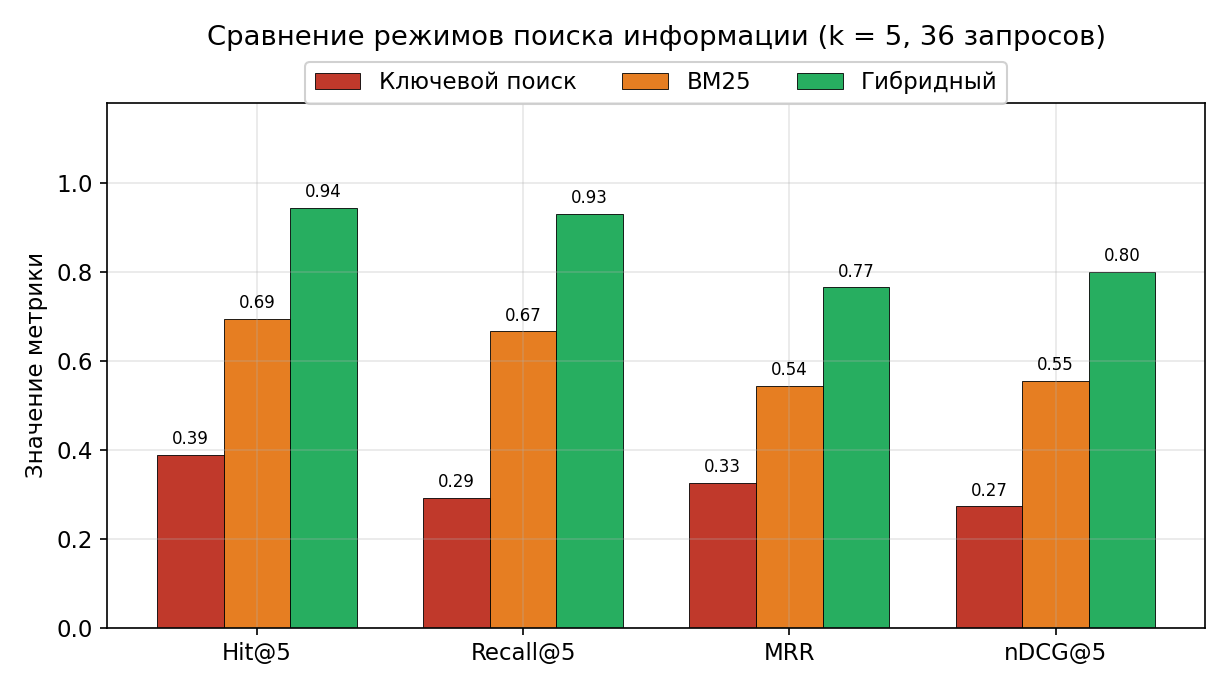 Сравнение режимов поиска информации (k = 5, 36 запросов)
Ключевой поиск BM25 Гибридный
Значение метрики
1.0
0.8
0.6
0.4
0.2
0.0
0.39 0.69 0.94
0.29 0.67 0.93
0.33 0.54 0.77
0.27 0.55 0.80
Hit@5 Recall@5 MRR nDCG@5